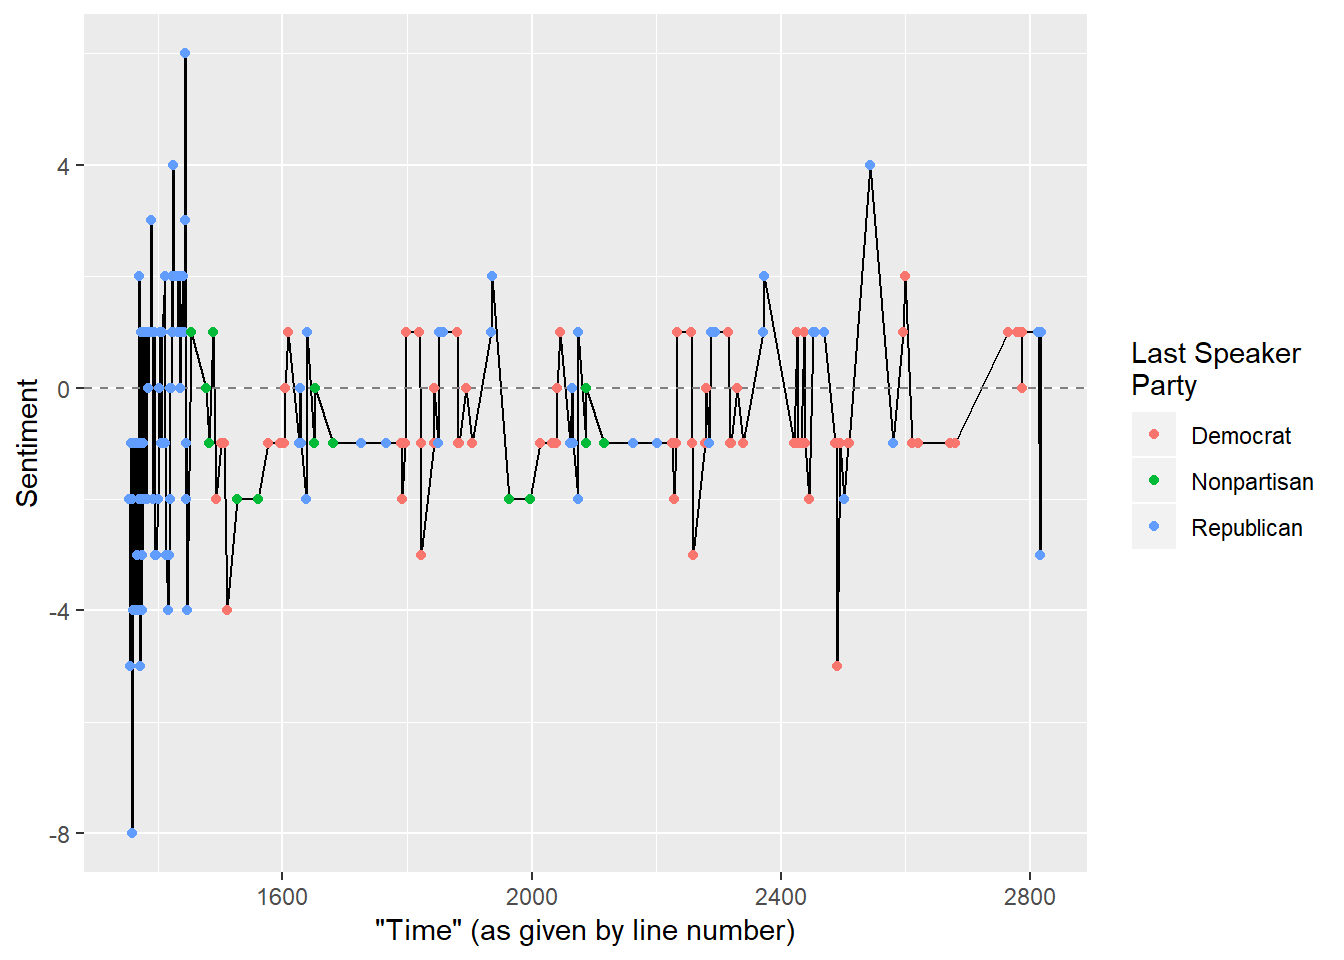 4
0
-4
-8
Sentiment
1600
2000
2400
2800
"Time" (as given by line number)
Last Speaker
Party
Democrat
Nonpartisan
Republican